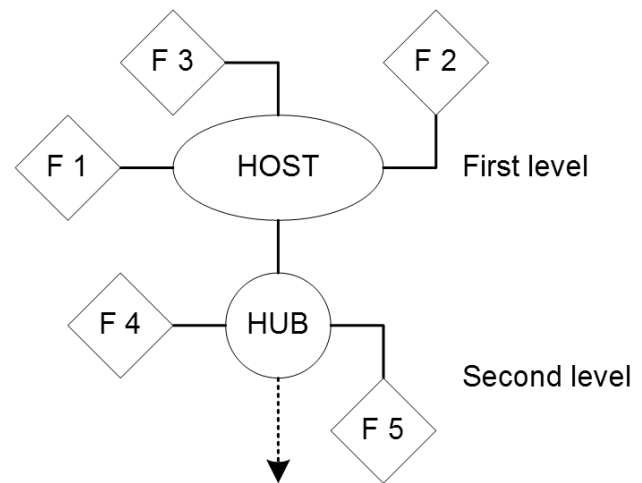 F 3
F 2
F 1
HOST
First level
F 4
HUB
Second level
F 5